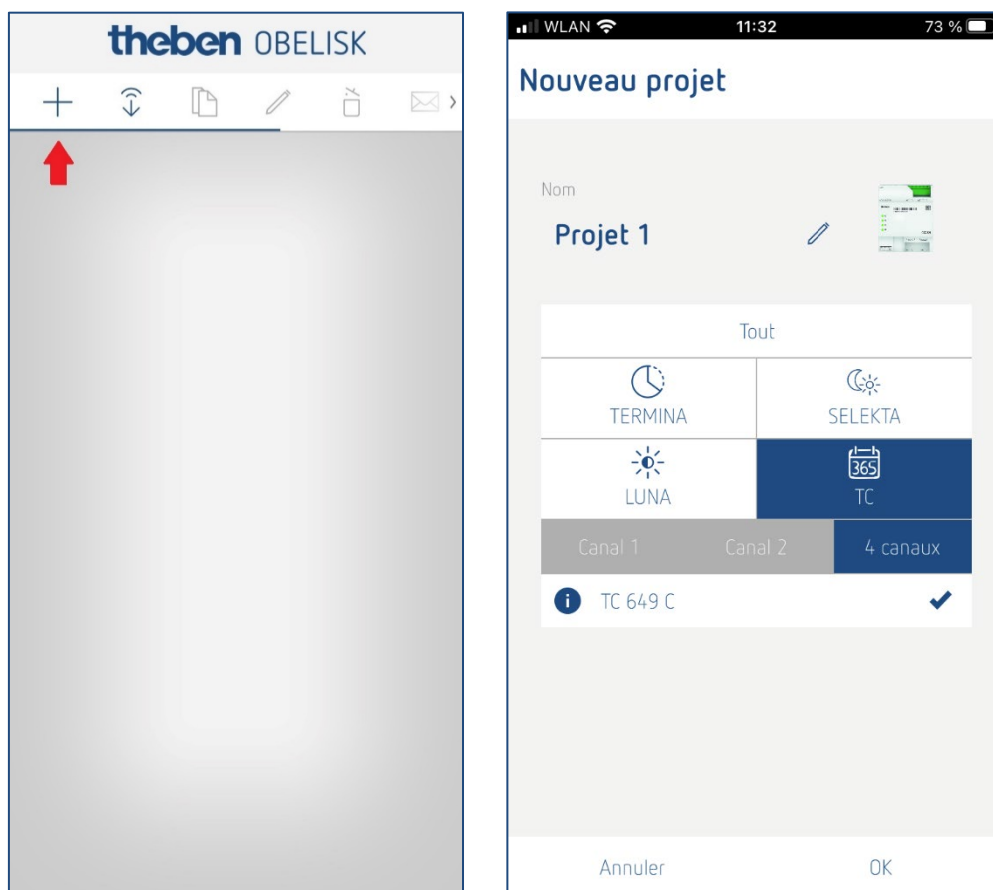 theben OBELISK
WLAN 11:32 73 %
Nouveau projet
Nom
Projet 1
Tout
TERMINA SELEKTA
LUNA 365 TC
Canal 1 Canal 2 4 canaux
i TC 649 C
Annuler OK